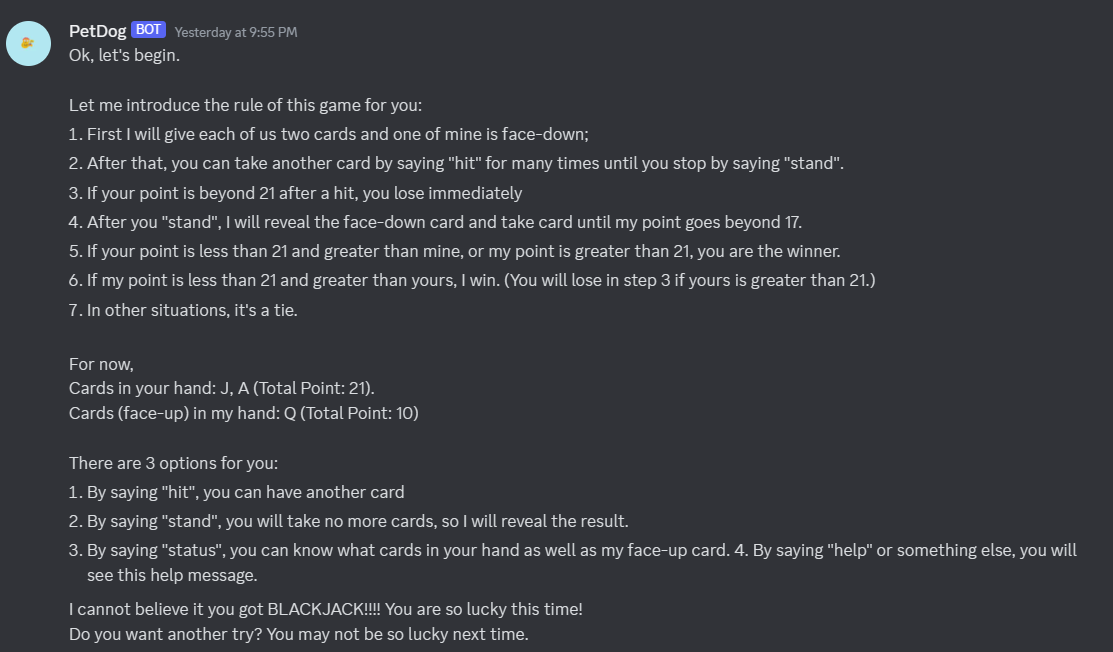 PetDog BOT Yesterday at 9:55 PM
Ok, let's begin.
Let me introduce the rule of this game for you:
1. First I will give each of us two cards and one of mine is face-down;
2. After that, you can take another card by saying "hit" for many times until you stop by saying "stand".
3. If your point is beyond 21 after a hit, you lose immediately
4. After you "stand", I will reveal the face-down card and take card until my point goes beyond 17.
5. If your point is less than 21 and greater than mine, or my point is greater than 21, you are the winner.
6. If my point is less than 21 and greater than yours, I win. (You will lose in step 3 if yours is greater than 21.)
7. In other situations, it's a tie.
For now,
Cards in your hand: J, A (Total Point: 21).
Cards (face-up) in my hand: Q (Total Point: 10)
There are 3 options for you:
1. By saying "hit", you can have another card
2. By saying "stand", you will take no more cards, so I will reveal the result.
3. By saying "status", you can know what cards in your hand as well as my face-up card. 4. By saying "help" or something else, you will
see this help message.
I cannot believe it you got BLACKJACK!!!! You are so lucky this time!
Do you want another try? You may not be so lucky next time.